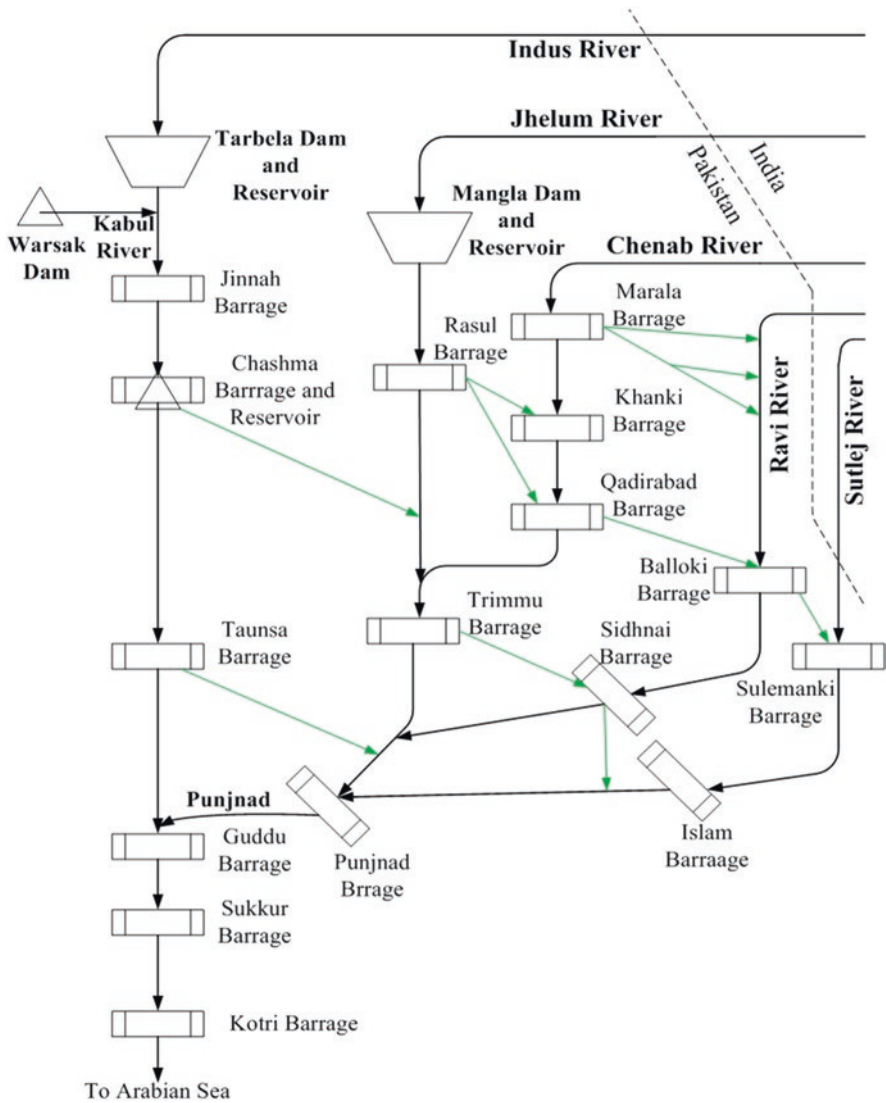 Indus River
Jhelum River
India
Pakistan
Tarbela Dam
and
Reservoir
Mangla Dam
and
Reservoir
Kabul
River
Warsak
Dam
Chenab River
Jinnah
Barrage
Marala
Barrage
Rasul
Barrage
Chashma
Barrrage and
Reservoir
Khanki
Barrage
Ravi River
Sutlej River
Qadirabad
Barrage
Balloki
Barrage
Trimmu
Barrage
Sidhnai
Barrage
Taunsa
Barrage
Sulemanki
Barrage
Punjnad
Guddu
Barrage
Punjnad
Brrage
Islam
Barraage
Sukkur
Barrage
Kotri Barrage
To Arabian Sea